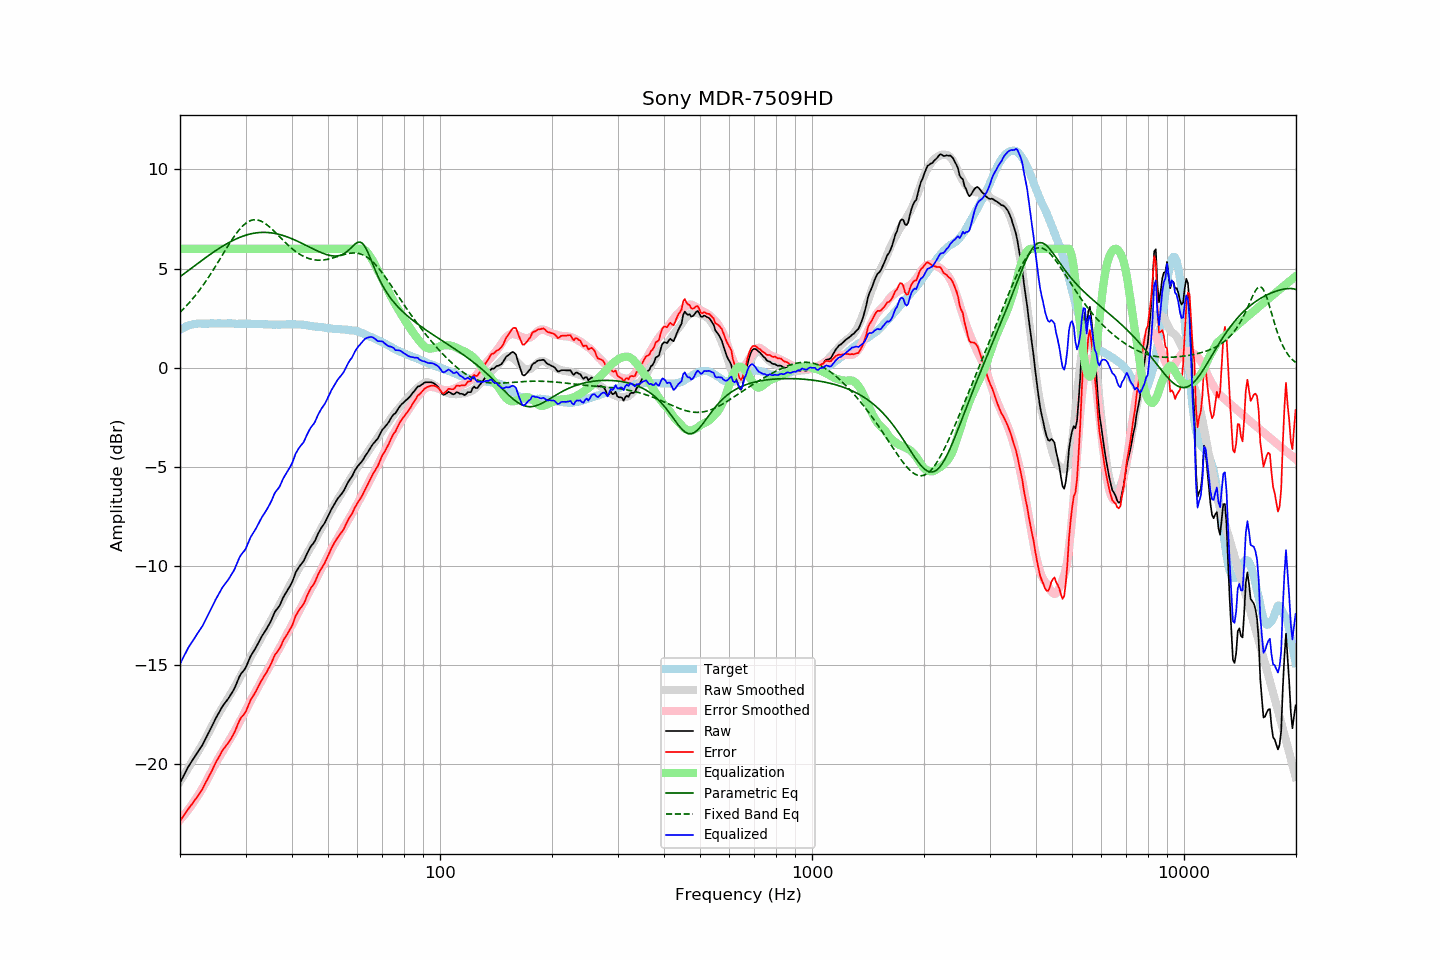 Sony MDR-7509HD
Amplitude (dBr)
10
5
0
−5
−10
−15
−20
Target
Raw Smoothed
Error Smoothed
Raw
Error
Equalization
Parametric Eq
Fixed Band Eq
Equalized
100
1000
10000
Frequency (Hz)